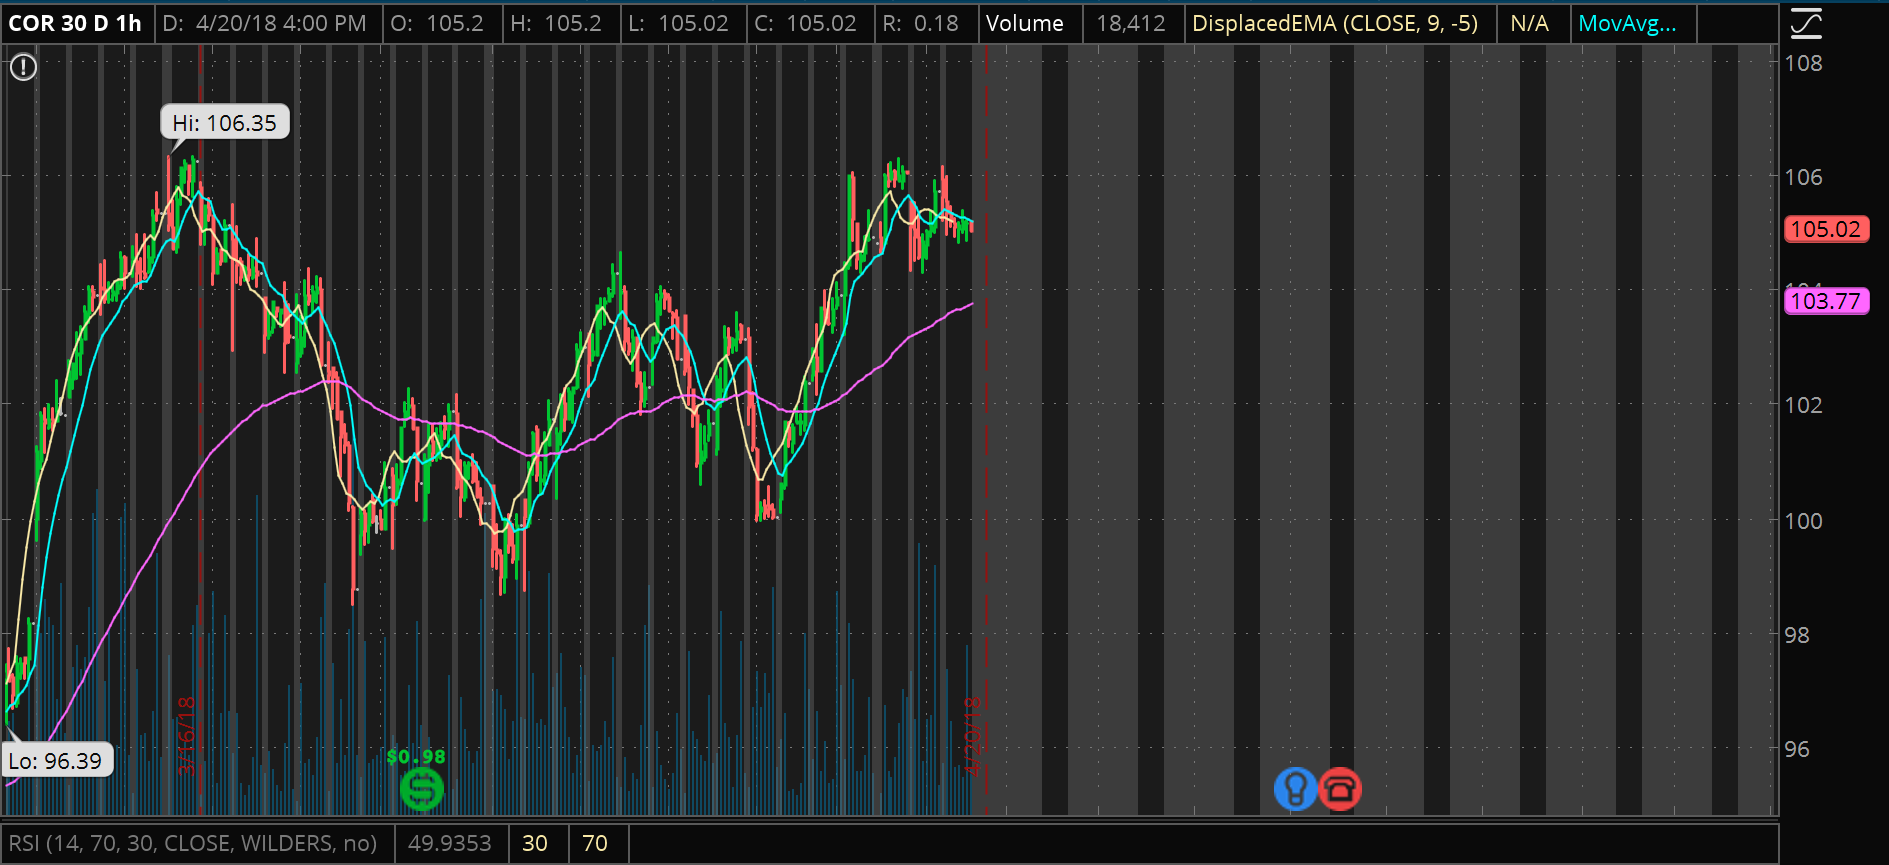 COR 30 D 1h D: 4/20/18 4:00 PM O: 105.2 H: 105.2 L: 105.02 C: 105.02 R: 0.18 Volume 18,412 DisplacedEMA (CLOSE, 9, -5) N/A MovAvg...
108
Hi: 106.35
106
105.02
103.77
102
100
98
3/16/18
4/20/18
96
$0.98
Lo: 96.39
RSI (14, 70, 30, CLOSE, WILDERS, no) 49.9353 30 70